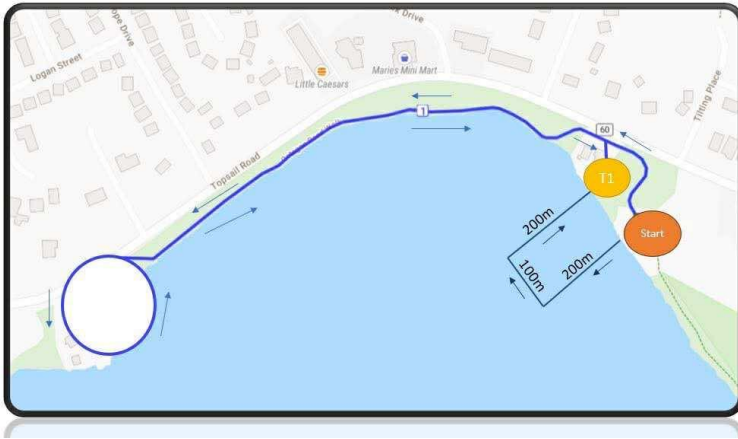 Drive
Logan Street
Little Caesars
Maries Mini Mart
Drive
Tilting Place
1
60
Topsail Road
T1
200m
Start
100m
200m